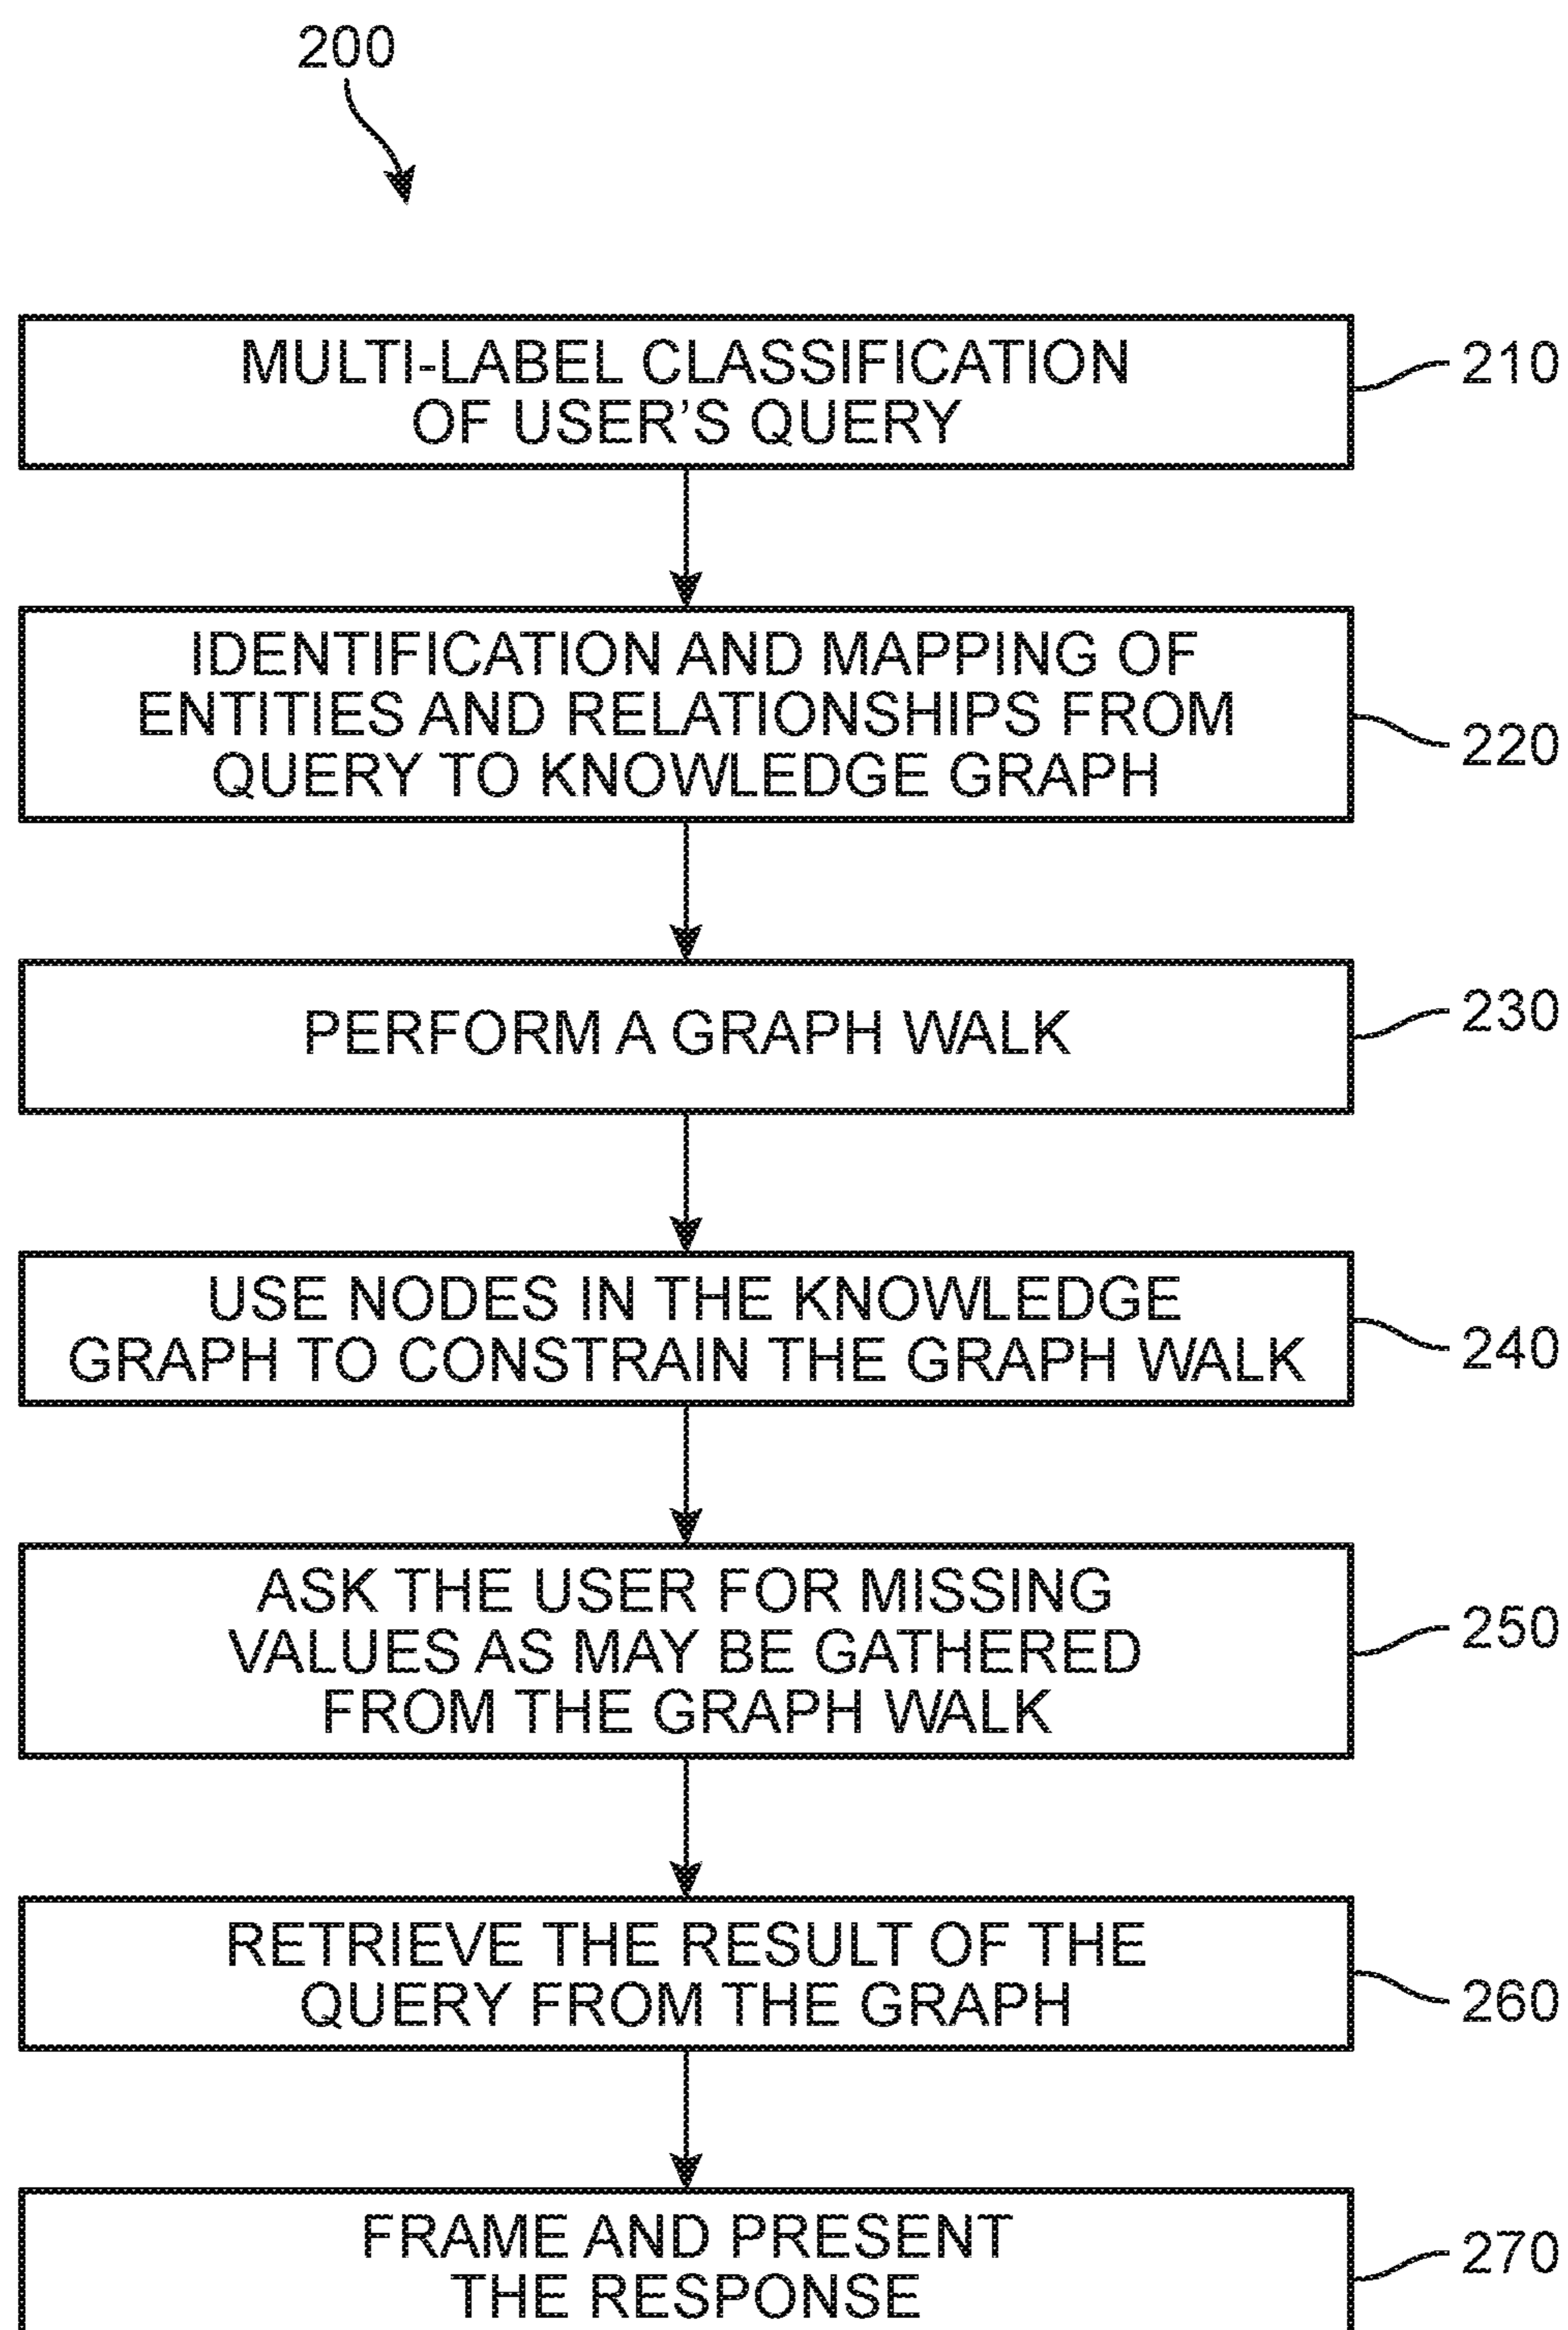 200
MULTI-LABEL CLASSIFICATION
OF USER'S QUERY
210
IDENTIFICATION AND MAPPING OF
ENTITIES AND RELATIONSHIPS FROM
QUERY TO KNOWLEDGE GRAPH
220
PERFORM A GRAPH WALK
230
USE NODES IN THE KNOWLEDGE
GRAPH TO CONSTRAIN THE GRAPH WALK
240
ASK THE USER FOR MISSING
VALUES AS MAY BE GATHERED
FROM THE GRAPH WALK
250
RETRIEVE THE RESULT OF THE
QUERY FROM THE GRAPH
260
FRAME AND PRESENT
THE RESPONSE
270